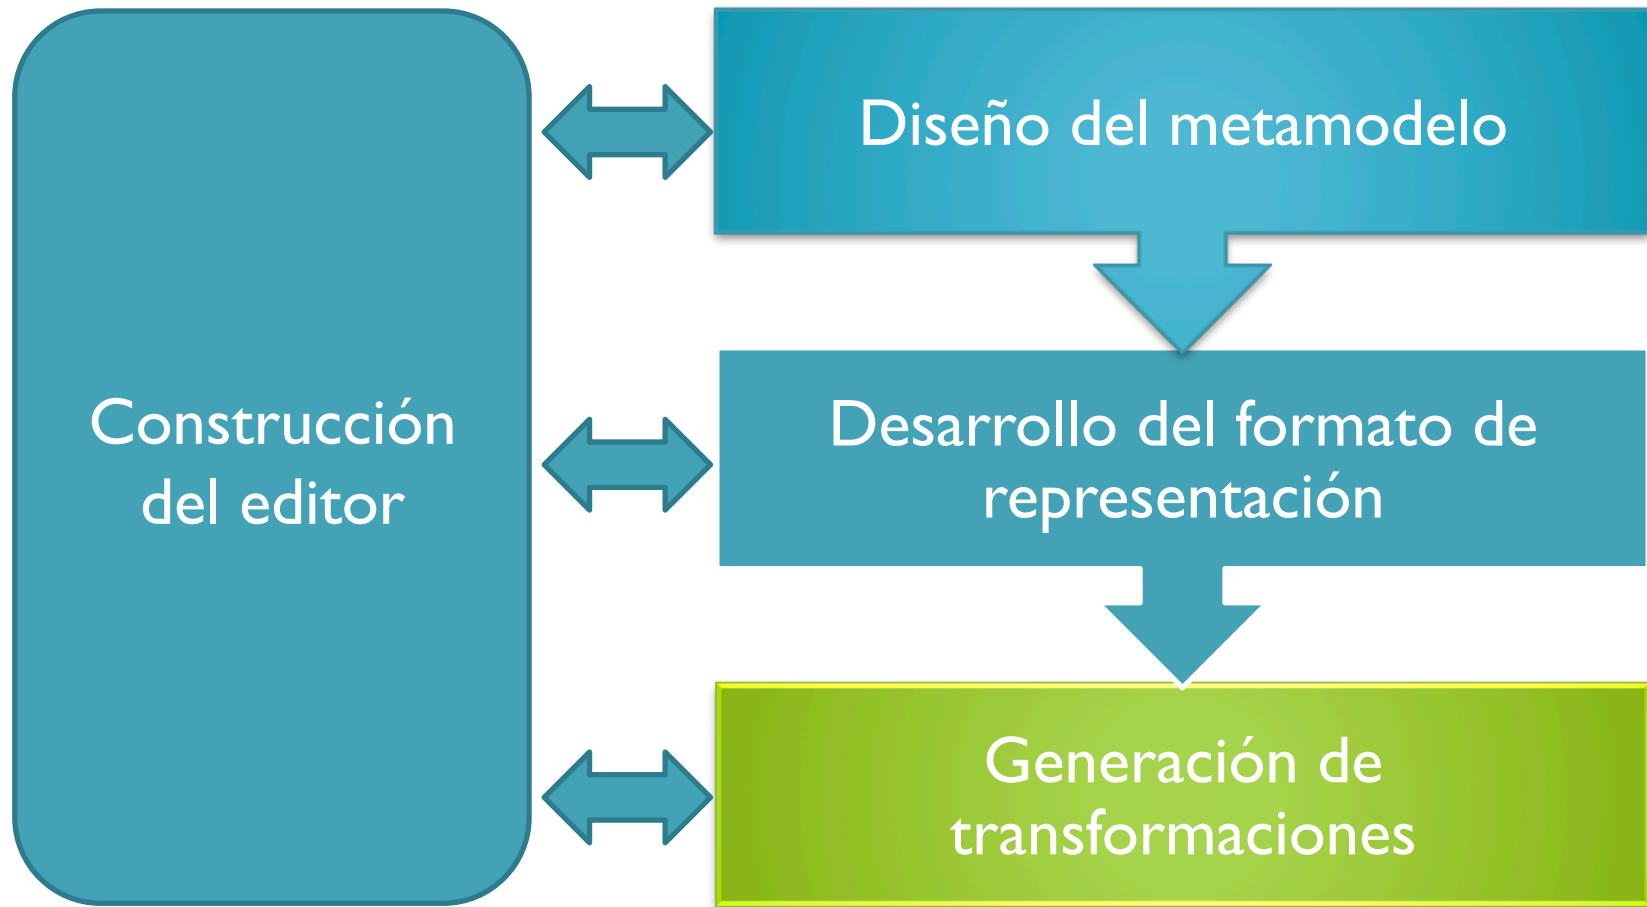 Construcción
del editor
Diseño del metamodelo
Desarrollo del formato de
representación
Generación de
transformaciones